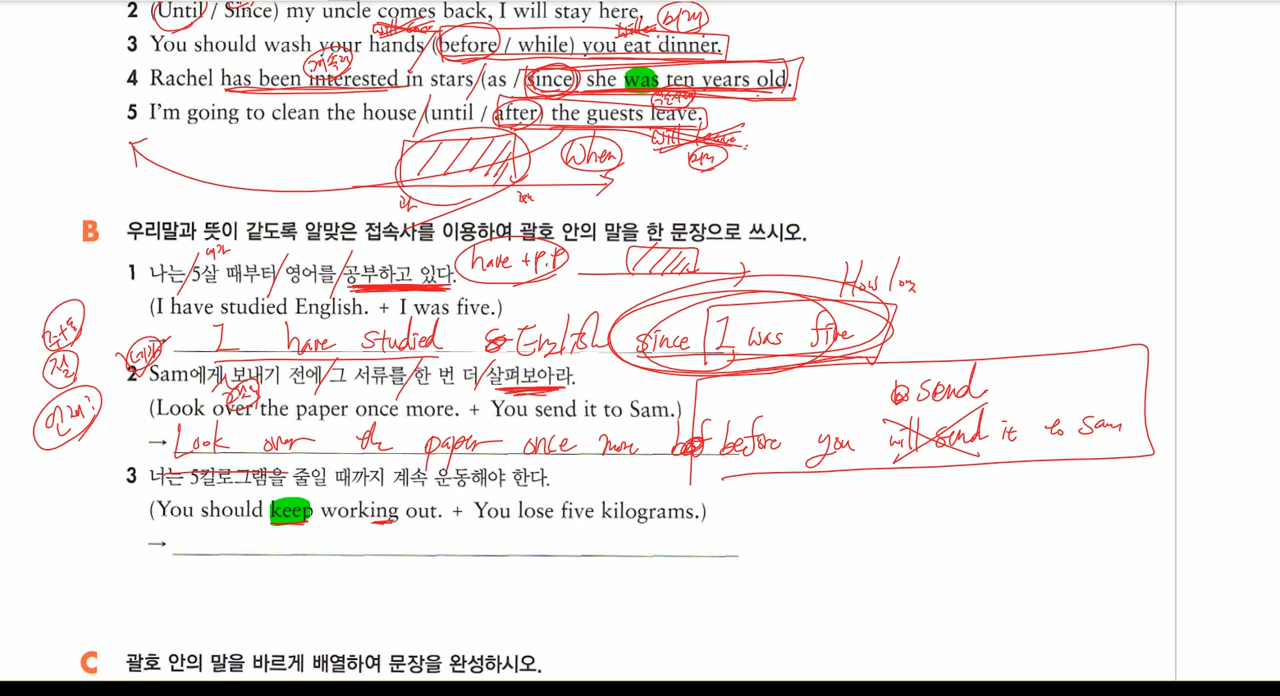 2 (Until / Since) my uncle comes back, I will stay here.
3 You should wash your hands (before / while) you eat dinner.
4 Rachel has been interested in stars (as / since) she was ten years old.
5 I'm going to clean the house (until / after) the guests leave.
When
B 우리말과 뜻이 같도록 알맞은 접속사를 이용하여 괄호 안의 말을 한 문장으로 쓰시오.
have + p.p
1 나는 5살 때부터 영어를 공부하고 있다.
(I have studied English. + I was five.)
How long
→ I have studied English since I was five
2 Sam에게 보내기 전에 그 서류를 한 번 더 살펴보아라.
send
(Look over the paper once more. + You send it to Sam.)
→ Look over the paper once more before you will send it to Sam
3 너는 5킬로그램을 줄일 때까지 계속 운동해야 한다.
(You should keep working out. + You lose five kilograms.)
→
C 괄호 안의 말을 바르게 배열하여 문장을 완성하시오.